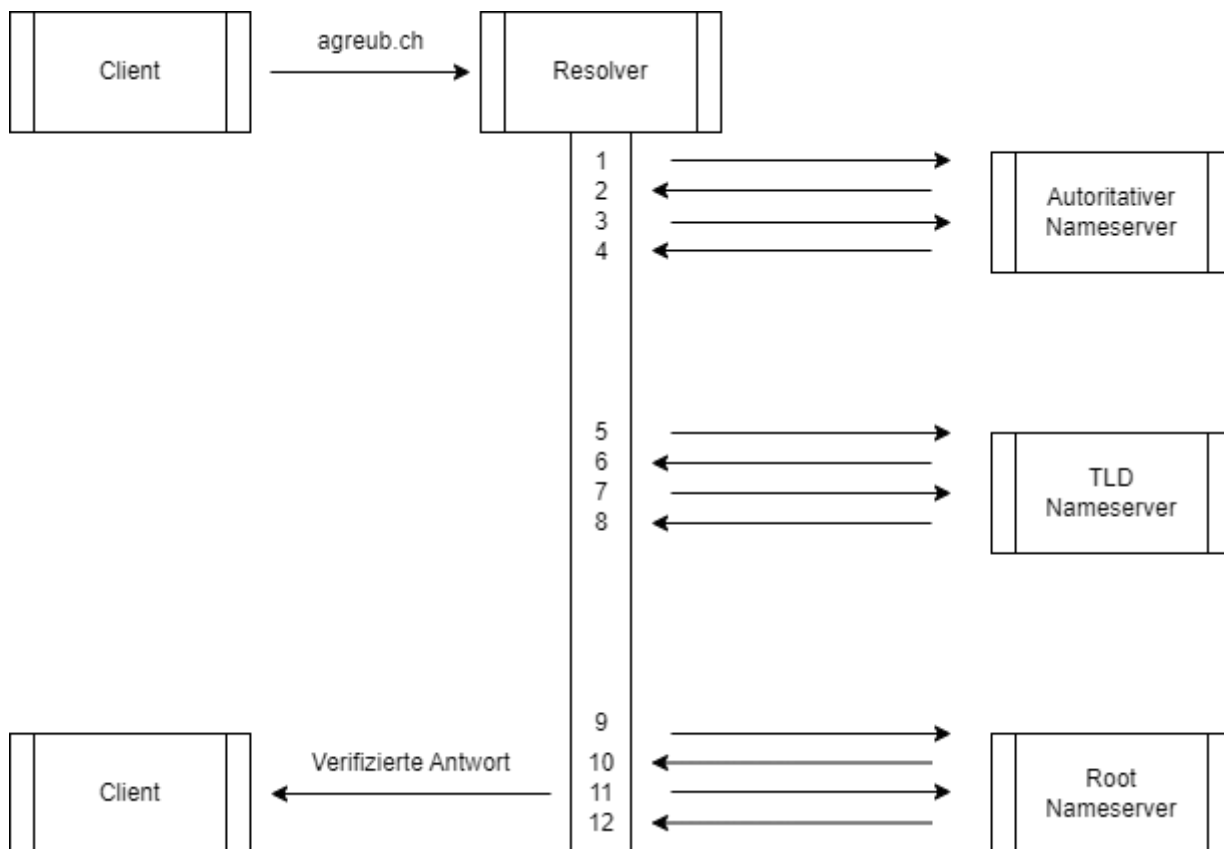 Client
agreub.ch
Resolver
1
2
3
4
Autoritativer
Nameserver
5
6
7
8
TLD
Nameserver
9
10
11
12
Client
Verifizierte Antwort
Root
Nameserver